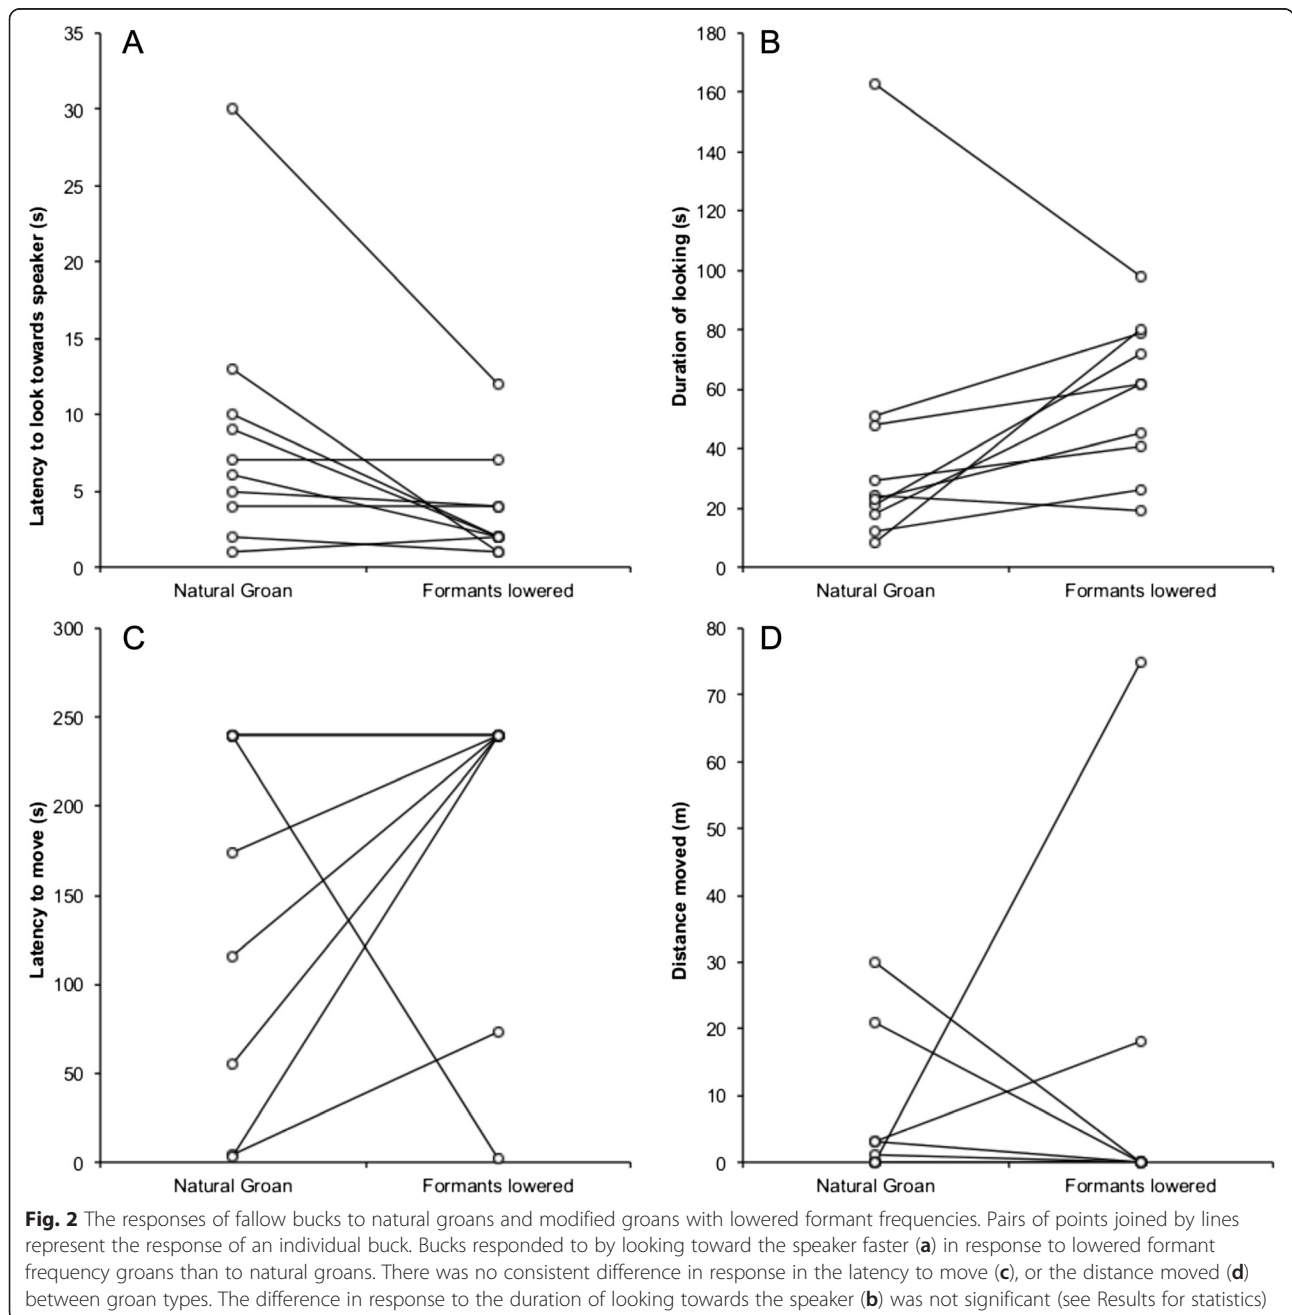 A
35
30
25
20
15
10
5
0
Latency to look towards speaker (s)
Natural Groan Formants lowered
B
180
160
140
120
100
80
60
40
20
0
Duration of looking (s)
Natural Groan Formants lowered
C
300
250
200
150
100
50
0
Latency to move (s)
Natural Groan Formants lowered
D
80
70
60
50
40
30
20
10
0
Distance moved (m)
Natural Groan Formants lowered
Fig. 2 The responses of fallow bucks to natural groans and modified groans with lowered formant frequencies. Pairs of points joined by lines
represent the response of an individual buck. Bucks responded to by looking toward the speaker faster (a) in response to lowered formant
frequency groans than to natural groans. There was no consistent difference in response in the latency to move (c), or the distance moved (d)
between groan types. The difference in response to the duration of looking towards the speaker (b) was not significant (see Results for statistics)